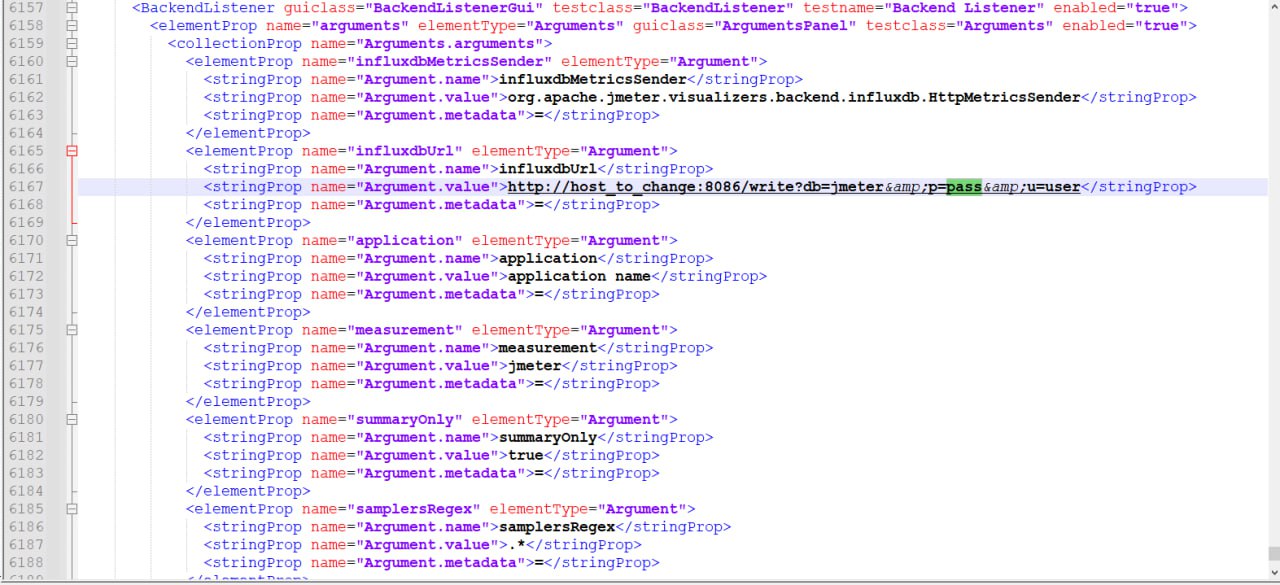 6157 <BackendListener guiclass="BackendListenerGui" testclass="BackendListener" testname="Backend Listener" enabled="true">
6158 <elementProp name="arguments" elementType="Arguments" guiclass="ArgumentsPanel" testclass="Arguments" enabled="true">
6159 <collectionProp name="Arguments.arguments">
6160 <elementProp name="influxdbMetricsSender" elementType="Argument">
6161 <stringProp name="Argument.name">influxdbMetricsSender</stringProp>
6162 <stringProp name="Argument.value">org.apache.jmeter.visualizers.backend.influxdb.HttpMetricsSender</stringProp>
6163 <stringProp name="Argument.metadata">=</stringProp>
6164 </elementProp>
6165 <elementProp name="influxdbUrl" elementType="Argument">
6166 <stringProp name="Argument.name">influxdbUrl</stringProp>
6167 <stringProp name="Argument.value">http://host_to_change:8086/write?db=jmeter&amp;p=pass&amp;u=user</stringProp>
6168 <stringProp name="Argument.metadata">=</stringProp>
6169 </elementProp>
6170 <elementProp name="application" elementType="Argument">
6171 <stringProp name="Argument.name">application</stringProp>
6172 <stringProp name="Argument.value">application name</stringProp>
6173 <stringProp name="Argument.metadata">=</stringProp>
6174 </elementProp>
6175 <elementProp name="measurement" elementType="Argument">
6176 <stringProp name="Argument.name">measurement</stringProp>
6177 <stringProp name="Argument.value">jmeter</stringProp>
6178 <stringProp name="Argument.metadata">=</stringProp>
6179 </elementProp>
6180 <elementProp name="summaryOnly" elementType="Argument">
6181 <stringProp name="Argument.name">summaryOnly</stringProp>
6182 <stringProp name="Argument.value">true</stringProp>
6183 <stringProp name="Argument.metadata">=</stringProp>
6184 </elementProp>
6185 <elementProp name="samplersRegex" elementType="Argument">
6186 <stringProp name="Argument.name">samplersRegex</stringProp>
6187 <stringProp name="Argument.value">.*</stringProp>
6188 <stringProp name="Argument.metadata">=</stringProp>